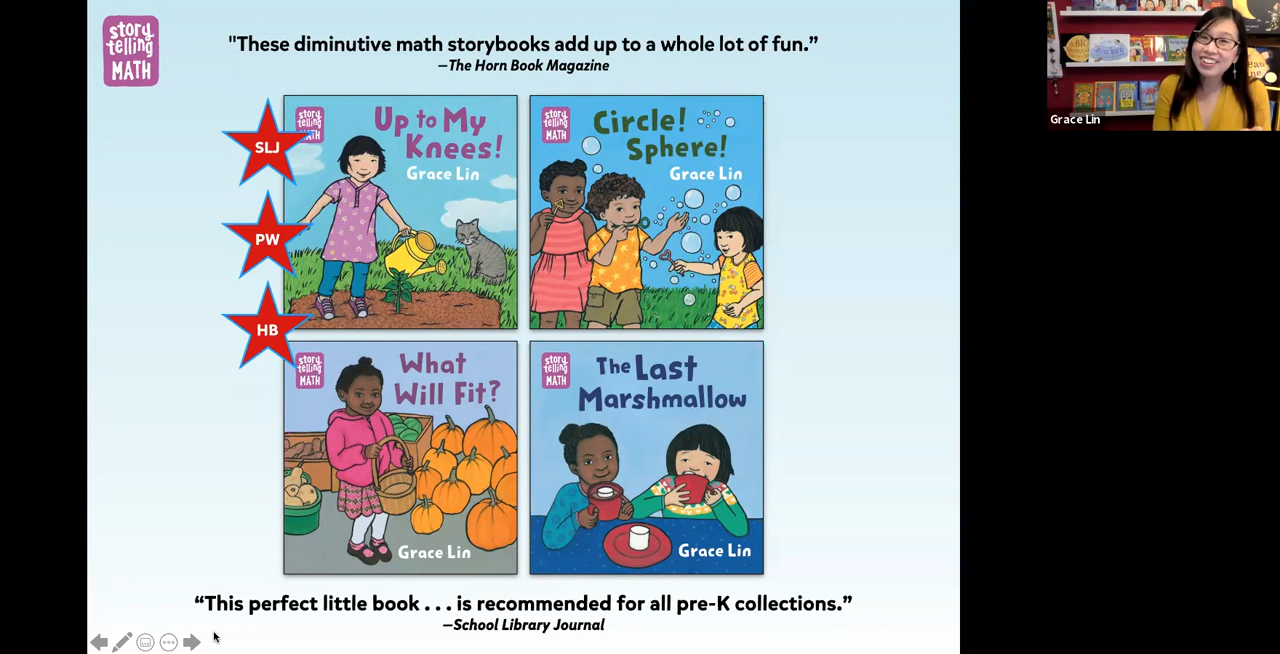 story
telling
MATH
"These diminutive math storybooks add up to a whole lot of fun.”
—The Horn Book Magazine
SLJ
PW
HB
story
telling
MATH
Up to My
Knees!
Grace Lin
story
telling
MATH
Circle!
Sphere!
Grace Lin
story
telling
MATH
What
Will Fit?
Grace Lin
story
telling
MATH
The Last
Marshmallow
Grace Lin
“This perfect little book . . . is recommended for all pre-K collections.”
—School Library Journal
Grace Lin